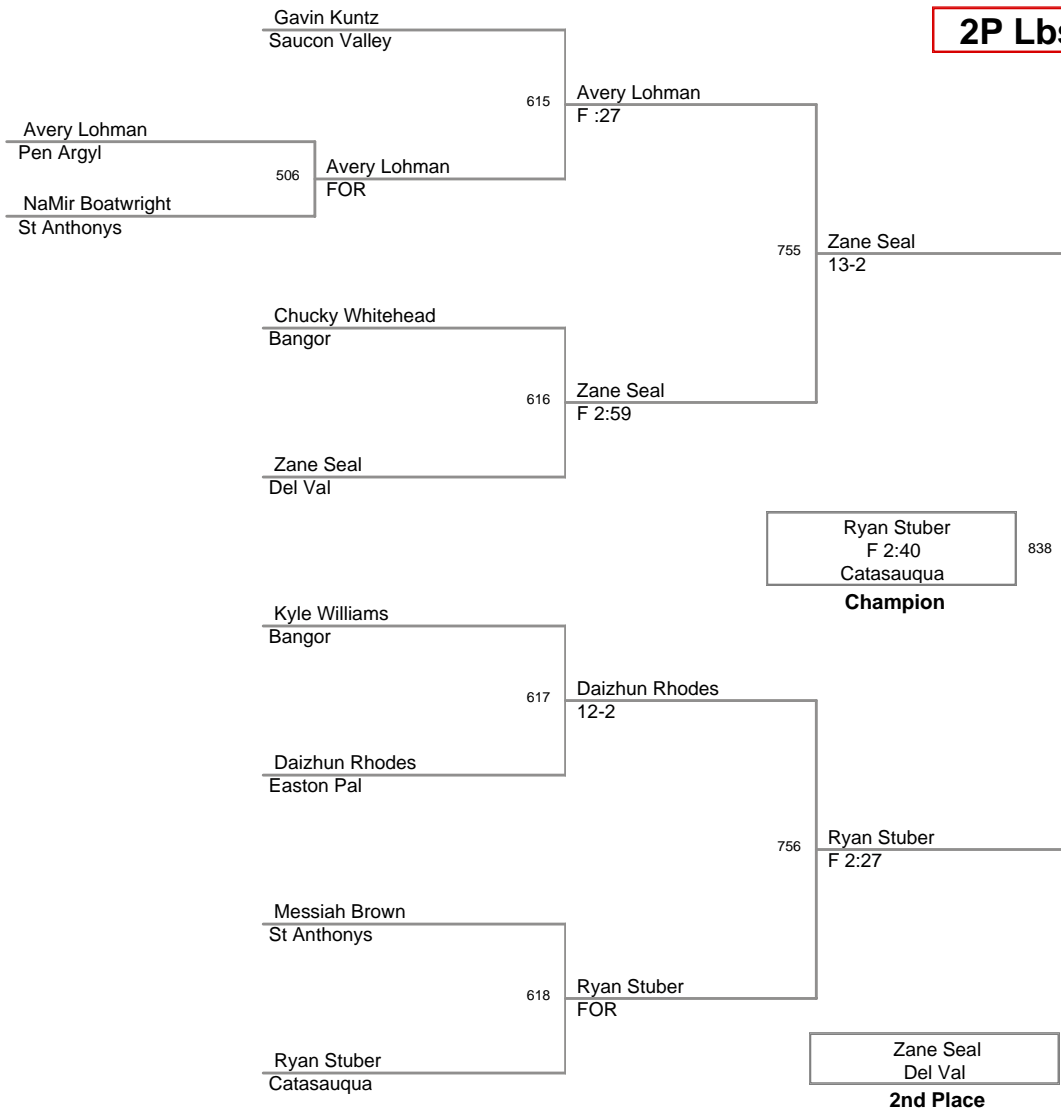 Gavin Kuntz
Saucon Valley
2P Lbs
615
Avery Lohman
F :27
Avery Lohman
Pen Argyl
506
Avery Lohman
FOR
NaMir Boatwright
St Anthonys
755
Zane Seal
13-2
Chucky Whitehead
Bangor
616
Zane Seal
F 2:59
Zane Seal
Del Val
Ryan Stuber
F 2:40
Catasauqua
838
Champion
Kyle Williams
Bangor
617
Daizhun Rhodes
12-2
Daizhun Rhodes
Easton Pal
756
Ryan Stuber
F 2:27
Messiah Brown
St Anthonys
618
Ryan Stuber
FOR
Ryan Stuber
Catasauqua
Zane Seal
Del Val
2nd Place